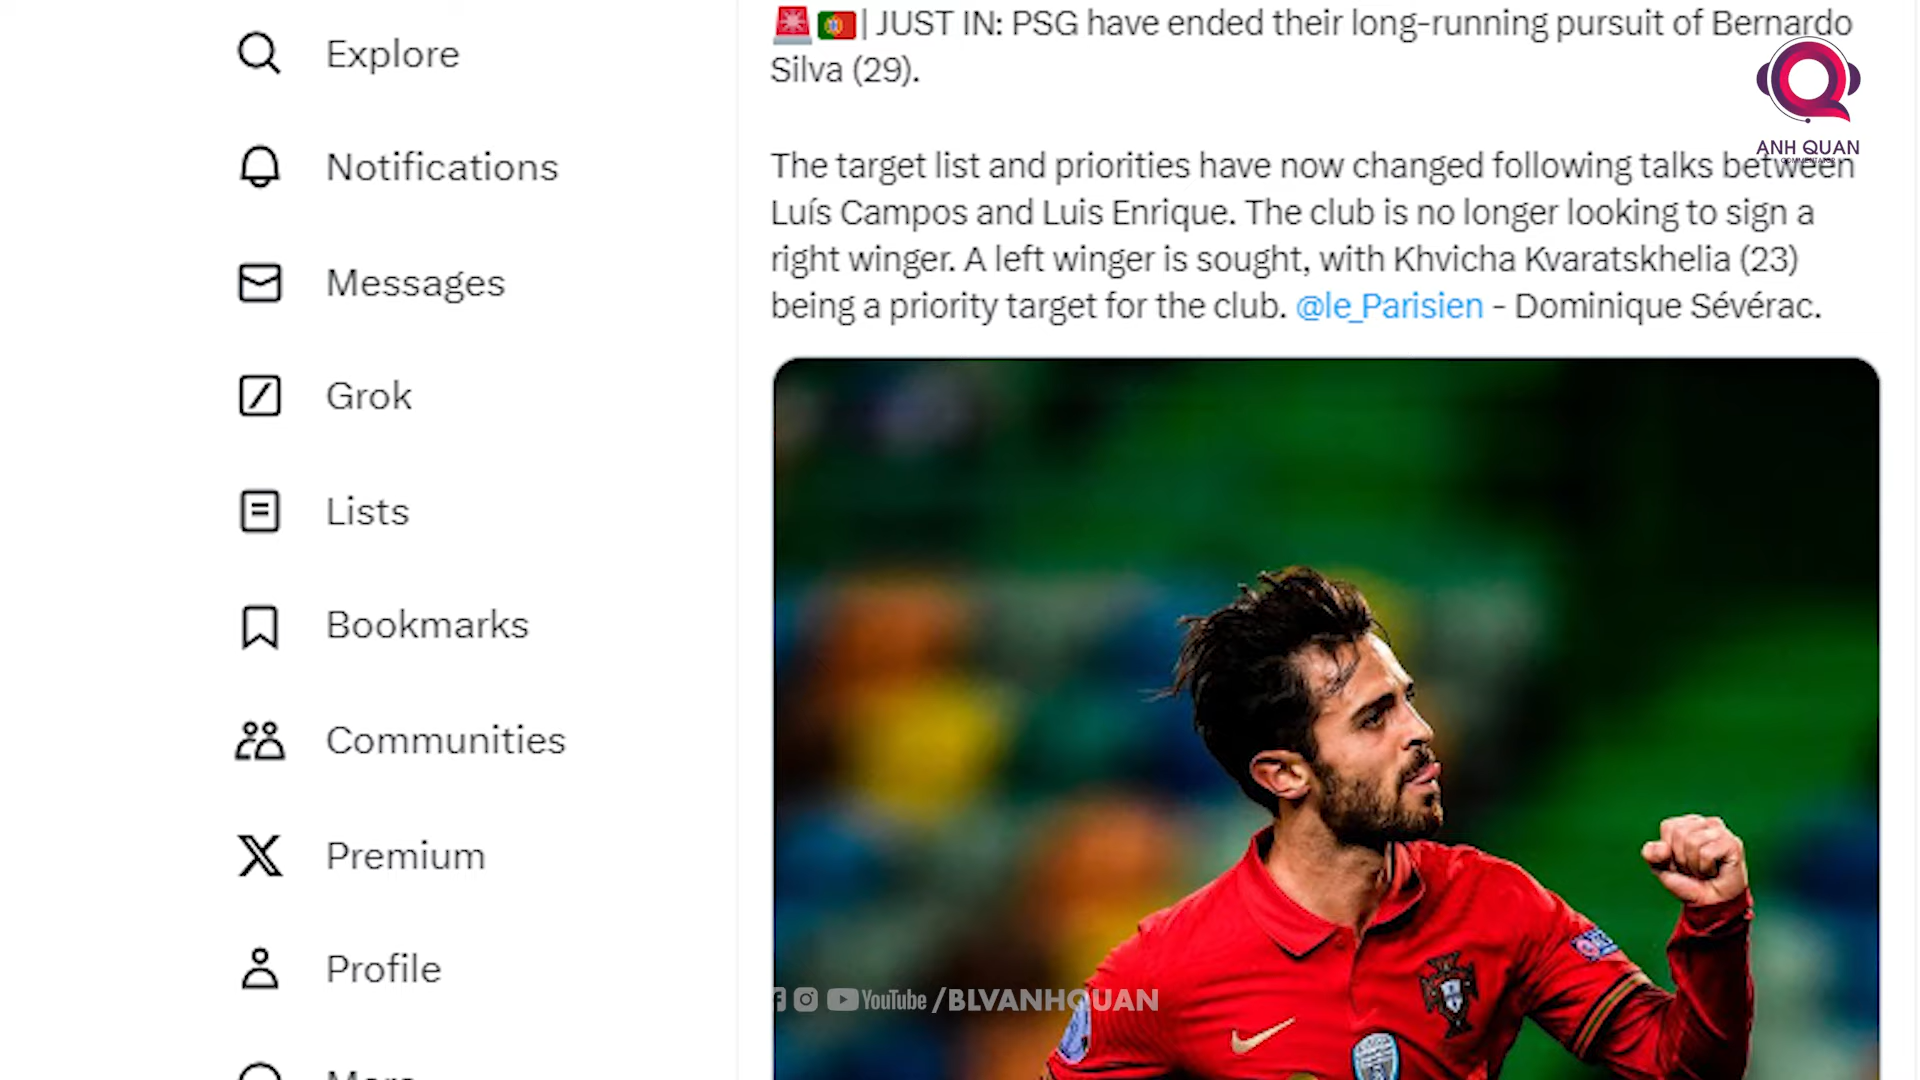 Explore
Notifications
Messages
Grok
Lists
Bookmarks
Communities
Premium
Profile
More
| JUST IN: PSG have ended their long-running pursuit of Bernardo
Silva (29).
The target list and priorities have now changed following talks between
Luís Campos and Luis Enrique. The club is no longer looking to sign a
right winger. A left winger is sought, with Khvicha Kvaratskhelia (23)
being a priority target for the club. @le_Parisien - Dominique Sévérac.
ANH QUAN
YouTube /BLVANHQUAN